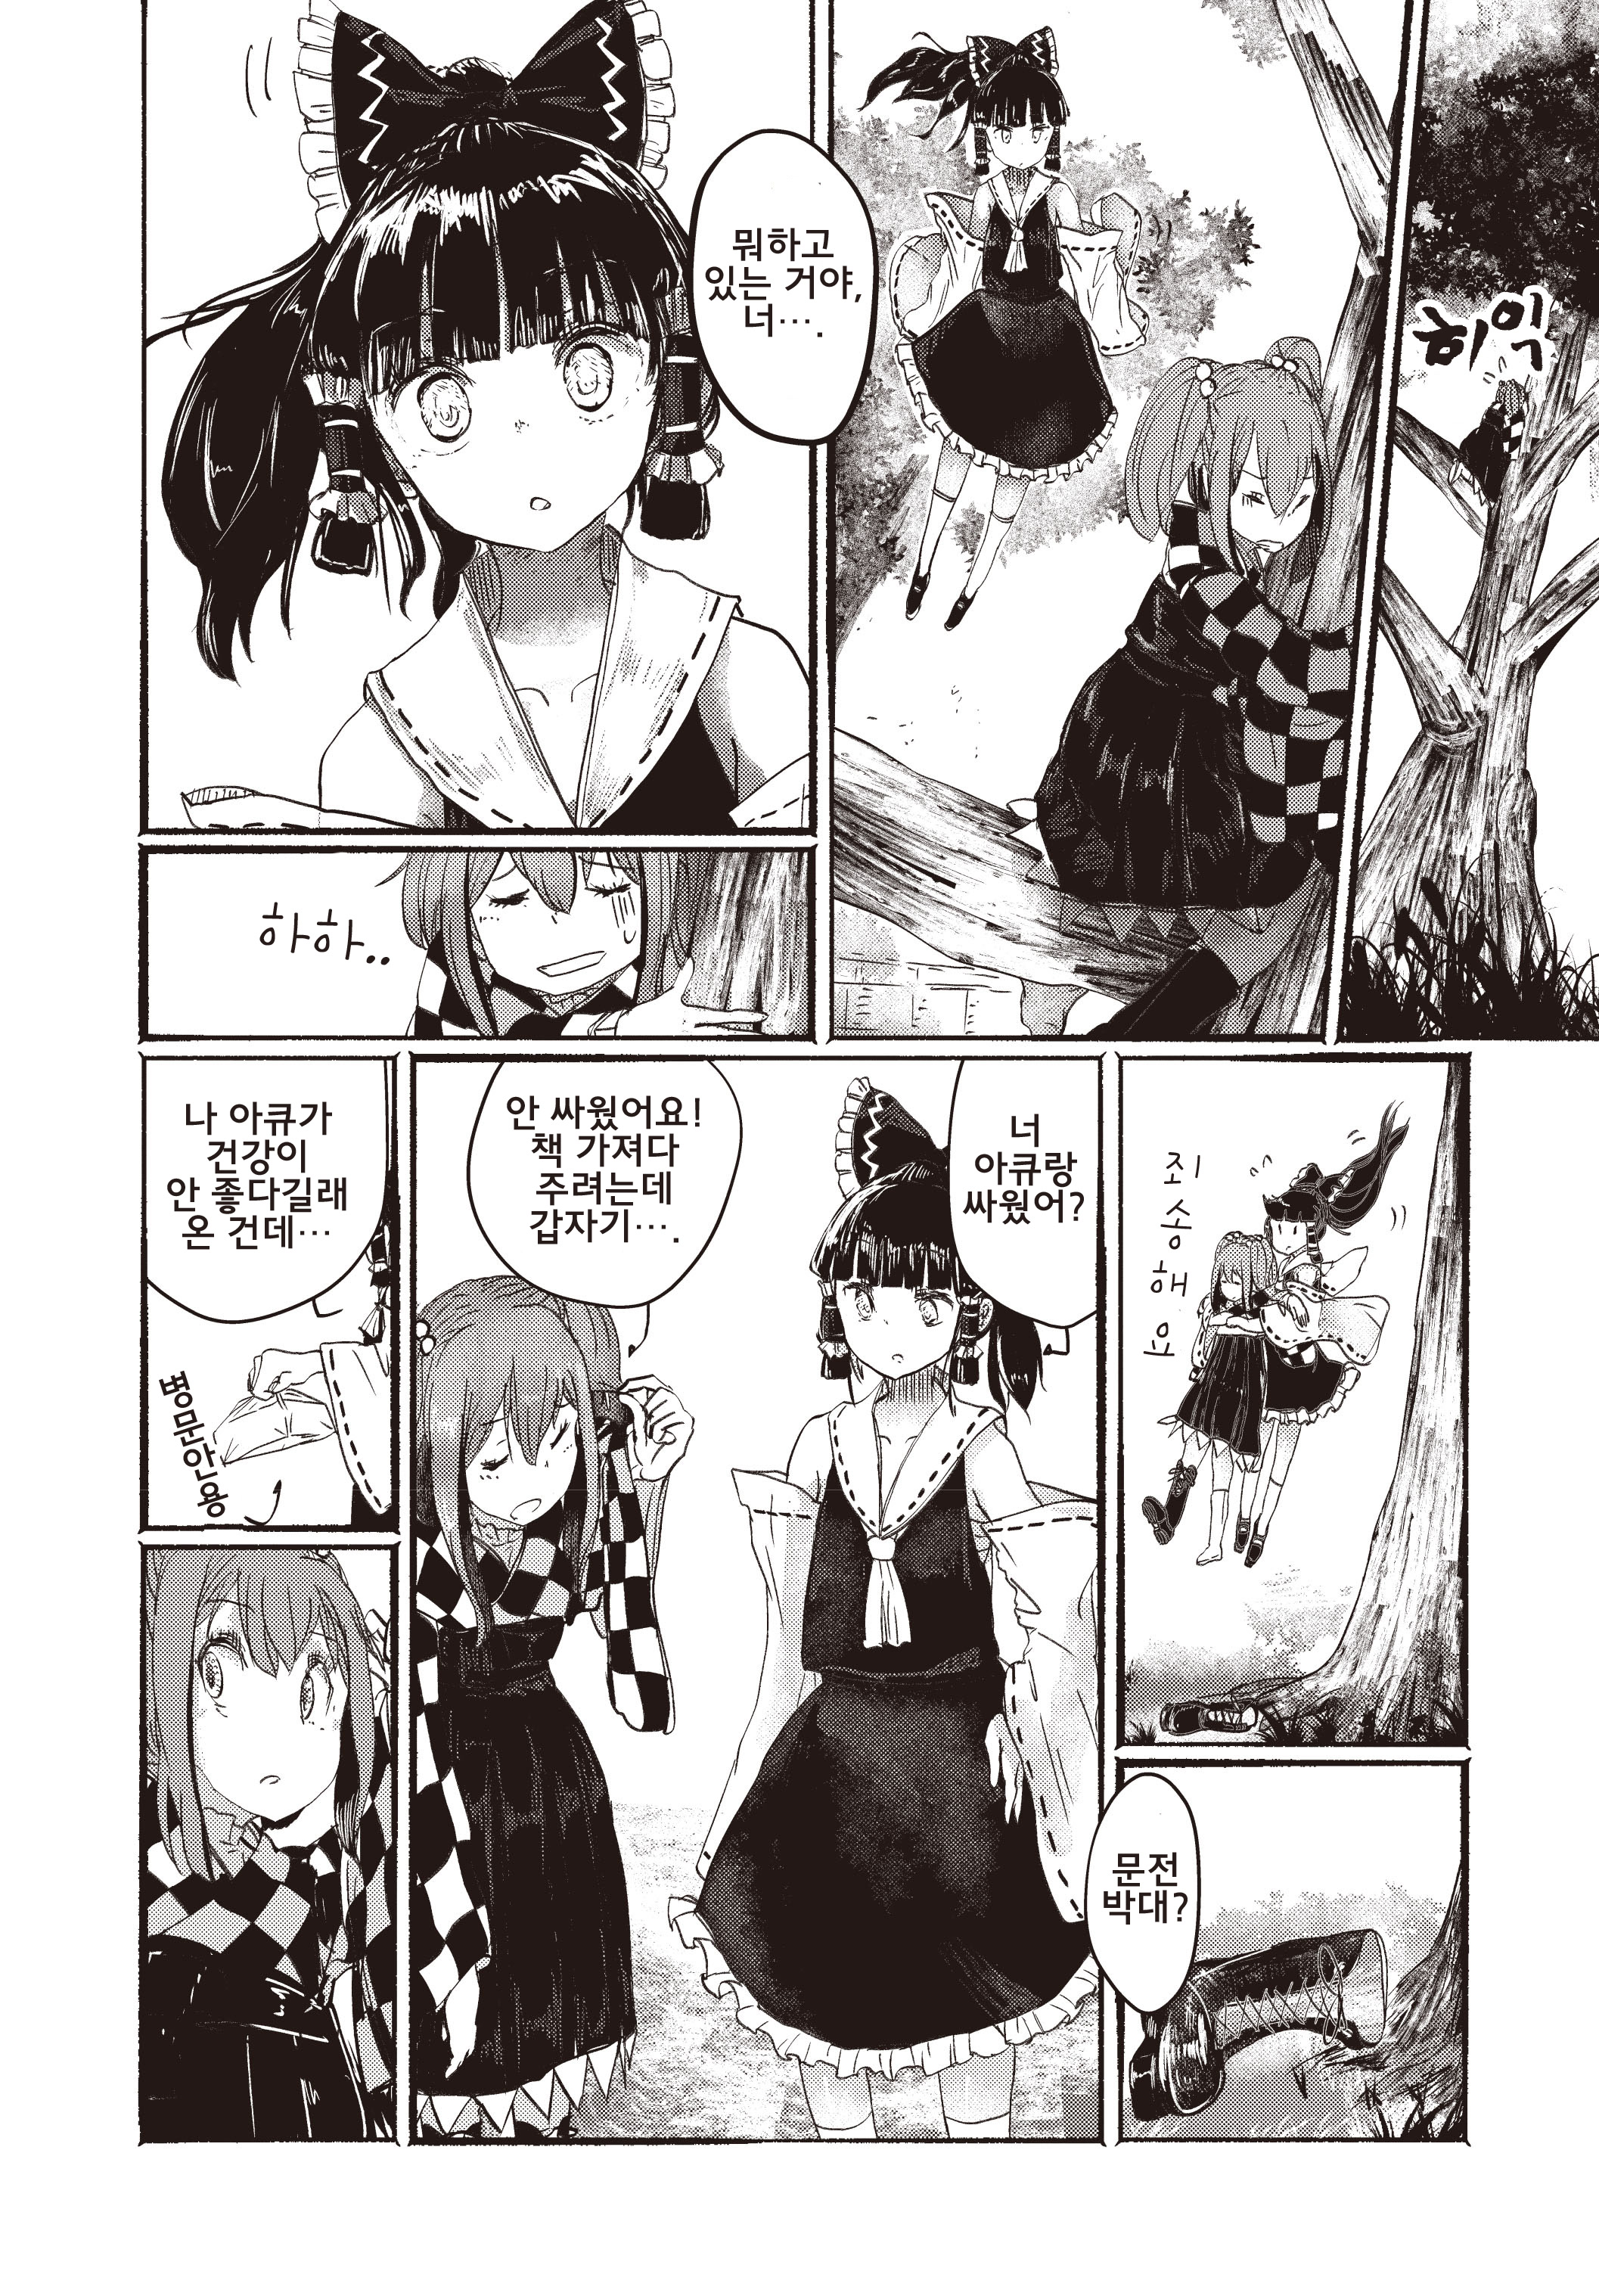 히익
뭐하고
있는 거야,
너….
하하..
죄송해요
문전
박대?
너
아큐랑
싸웠어?
안 싸웠어요!
책 가져다
주려는데
갑자기….
나 아큐가
건강이
안 좋다길래
온 건데…
병문안용